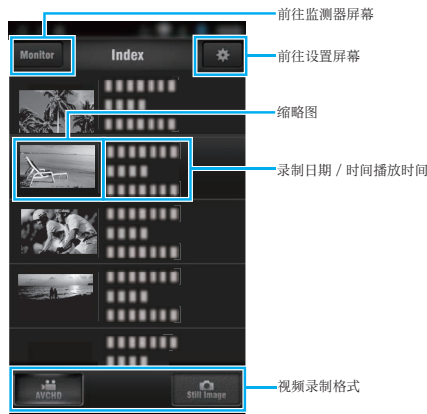 前往监测器屏幕
Monitor
Index
前往设置屏幕
缩略图
录制日期 / 时间播放时间
AVCHD
Still Image
视频录制格式